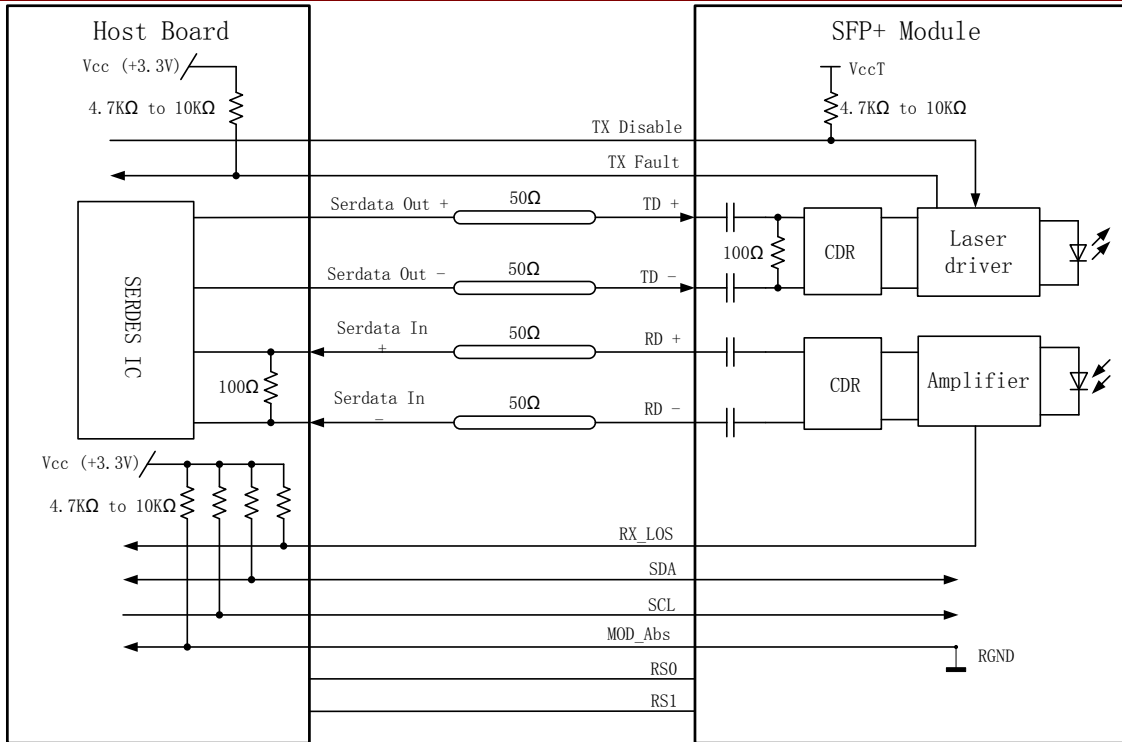 Host Board
SFP+ Module
Vcc (+3.3V)
VccT
4.7KΩ to 10KΩ
4.7KΩ to 10KΩ
TX Disable
TX Fault
Serdata Out +
50Ω
TD +
SERDES IC
100Ω
CDR
Laser
driver
Serdata Out −
50Ω
TD −
Serdata In
+
50Ω
RD +
100Ω
CDR
Amplifier
Serdata In
−
50Ω
RD −
Vcc (+3.3V)
4.7KΩ to 10KΩ
RX_LOS
SDA
SCL
MOD_Abs
RGND
RS0
RS1